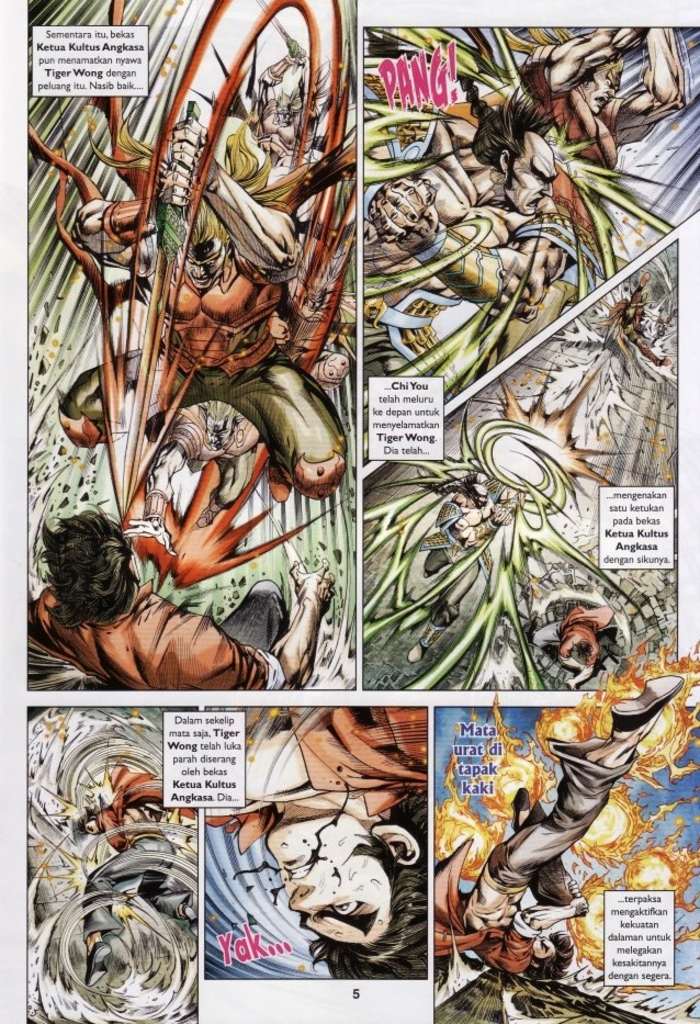 Sementara itu, bekas
Ketua Kultus Angkasa
pun menamatkan nyawa
Tiger Wong dengan
peluang itu. Nasib baik....
PANG!
...Chi You
telah meluru
ke depan untuk
menyelamatkan
Tiger Wong.
Dia telah...
...mengenakan
satu ketukan
pada bekas
Ketua Kultus
Angkasa
dengan sikunya.
Dalam sekelip
mata saja, Tiger
Wong telah luka
parah diserang
oleh bekas
Ketua Kultus
Angkasa. Dia...
Yak...
Mata
urat di
tapak
kaki
...terpaksa
mengaktifkan
kekuatan
dalaman untuk
melegakan
kesakitannya
dengan segera.
5